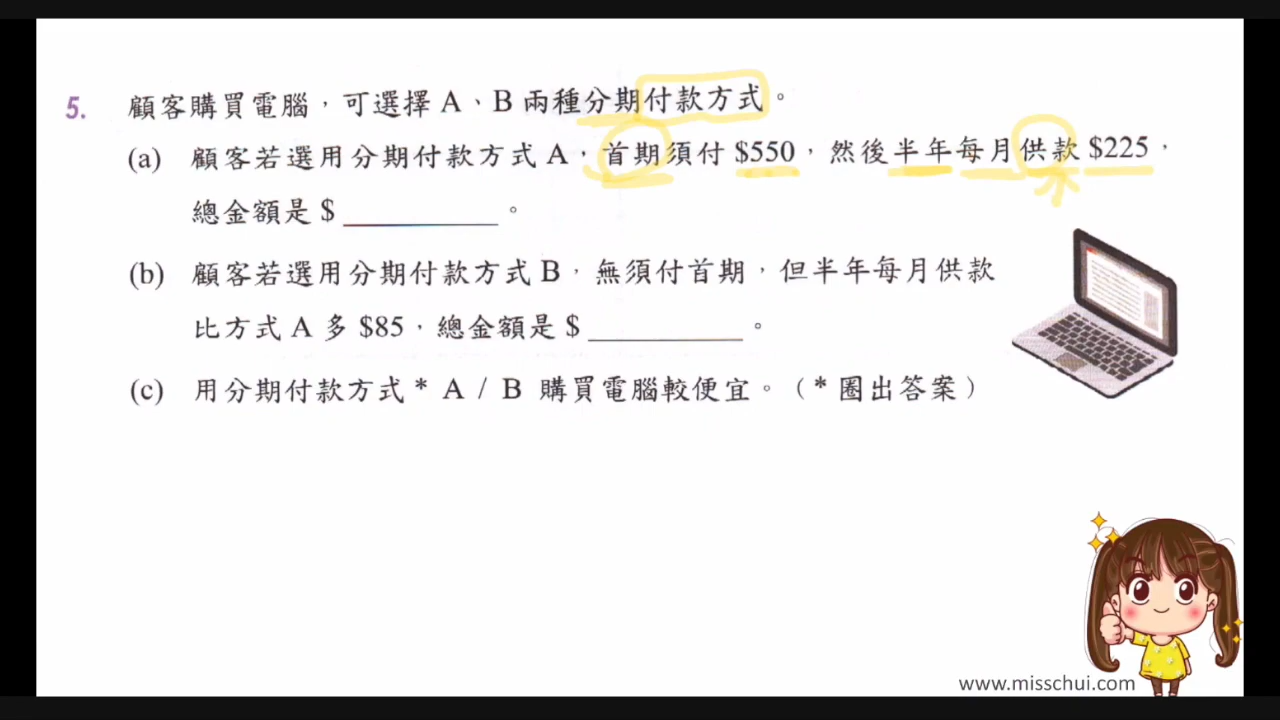 5. 顧客購買電腦，可選擇 A、B 兩種分期付款方式。
(a) 顧客若選用分期付款方式 A，首期須付 $550，然後半年每月供款 $225，
總金額是 $ __________ 。
(b) 顧客若選用分期付款方式 B，無須付首期，但半年每月供款
比方式 A 多 $85，總金額是 $ __________ 。
(c) 用分期付款方式 * A / B 購買電腦較便宜。（ * 圈出答案）
www.misschui.com